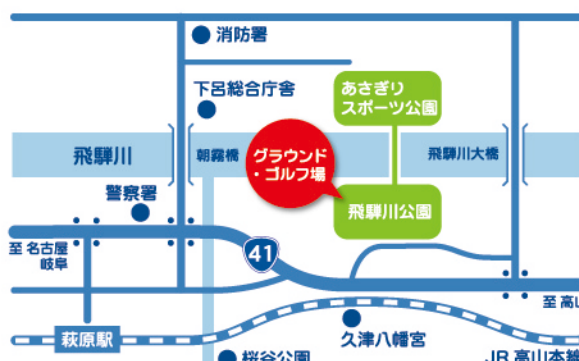 消防署
下呂総合庁舎
あさぎり
スポーツ公園
飛騨川
朝霧橋
グラウンド
・ゴルフ場
飛騨川大橋
警察署
飛騨川公園
至 名古屋
岐阜
41
至 高山
萩原駅
久津八幡宮
桜谷公園
JR 高山本線